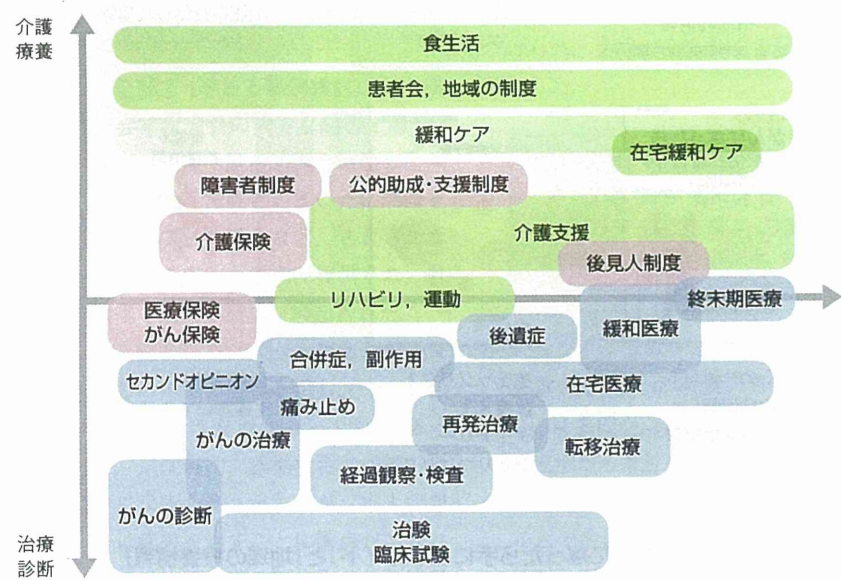 介護
療養
食生活
患者会，地域の制度
緩和ケア
在宅緩和ケア
障害者制度
公的助成・支援制度
介護保険
介護支援
後見人制度
医療保険
がん保険
リハビリ，運動
終末期医療
後遺症
緩和医療
合併症，副作用
セカンドオピニオン
在宅医療
痛み止め
がんの治療
再発治療
転移治療
経過観察・検査
がんの診断
治験
臨床試験
治療
診断